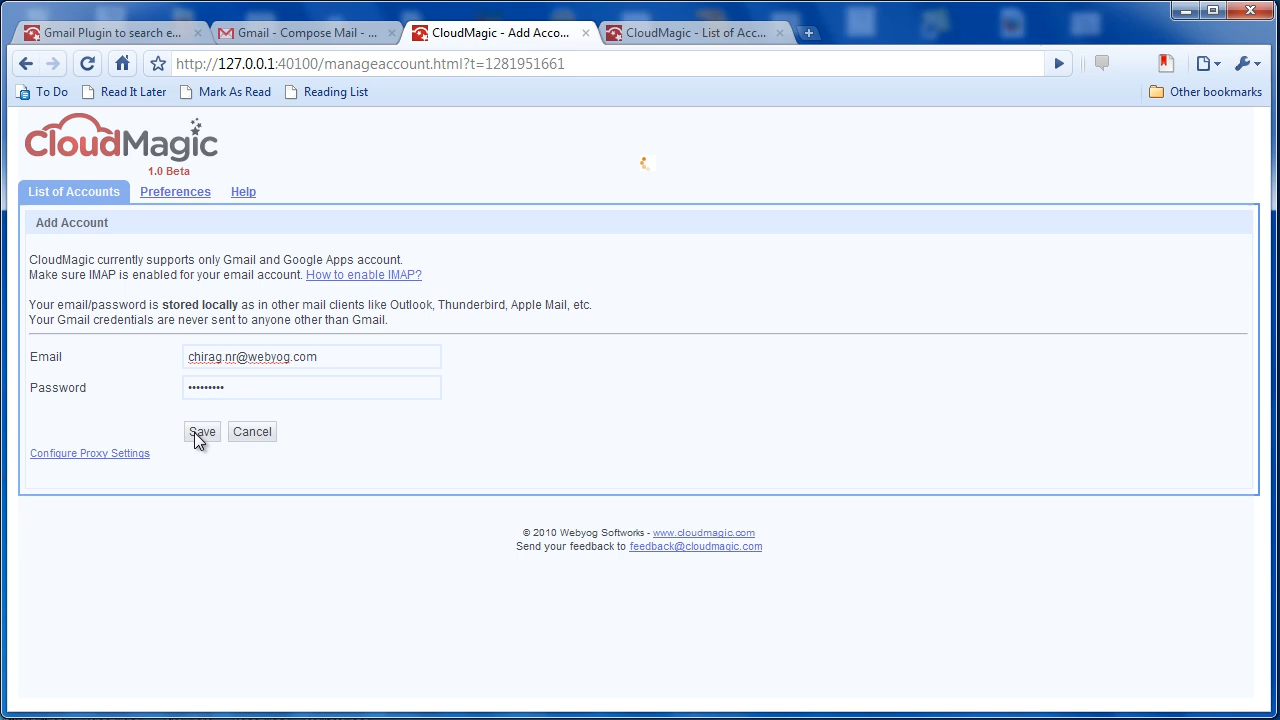 Gmail Plugin to search e...
Gmail - Compose Mail - ...
CloudMagic - Add Acco...
CloudMagic - List of Acc...
http://127.0.0.1:40100/manageaccount.html?t=1281951661
To Do
Read It Later
Mark As Read
Reading List
Other bookmarks
CloudMagic
1.0 Beta
List of Accounts
Preferences
Help
Add Account
CloudMagic currently supports only Gmail and Google Apps account.
Make sure IMAP is enabled for your email account. How to enable IMAP?
Your email/password is stored locally as in other mail clients like Outlook, Thunderbird, Apple Mail, etc.
Your Gmail credentials are never sent to anyone other than Gmail.
Email
chirag.nr@webyog.com
Password
•••••••••
Save
Cancel
Configure Proxy Settings
© 2010 Webyog Softworks - www.cloudmagic.com
Send your feedback to feedback@cloudmagic.com